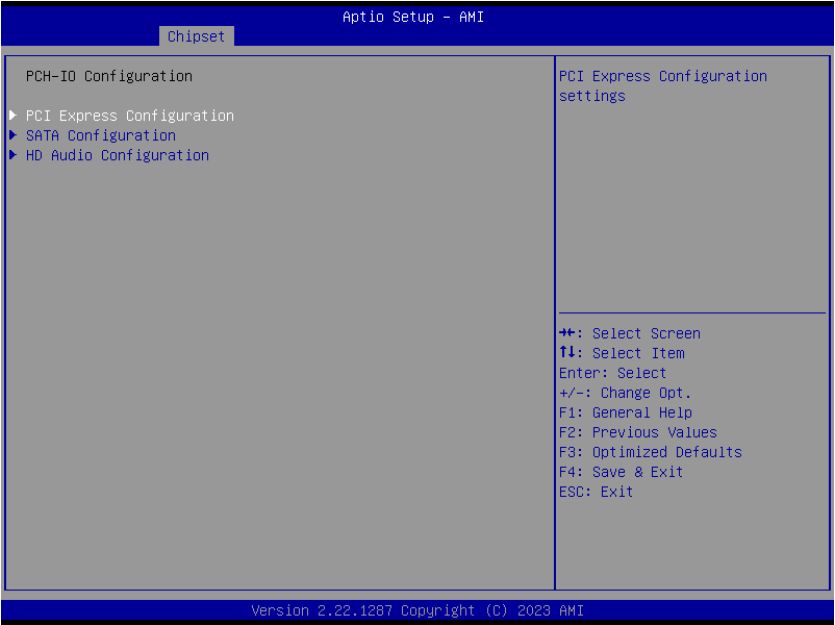 Aptio Setup – AMI
Chipset
PCH-IO Configuration
PCI Express Configuration
SATA Configuration
HD Audio Configuration
PCI Express Configuration
settings
→←: Select Screen
↑↓: Select Item
Enter: Select
+/-: Change Opt.
F1: General Help
F2: Previous Values
F3: Optimized Defaults
F4: Save & Exit
ESC: Exit
Version 2.22.1287 Copyright (C) 2023 AMI